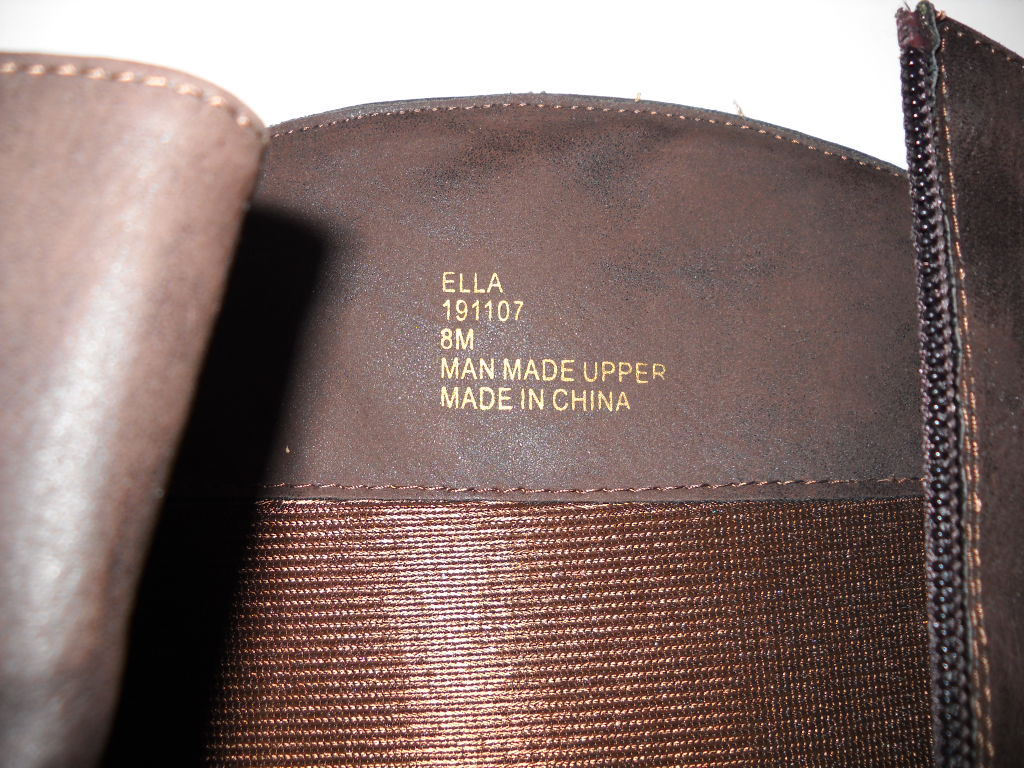 ELLA
191107
8M
MAN MADE UPPER
MADE IN CHINA